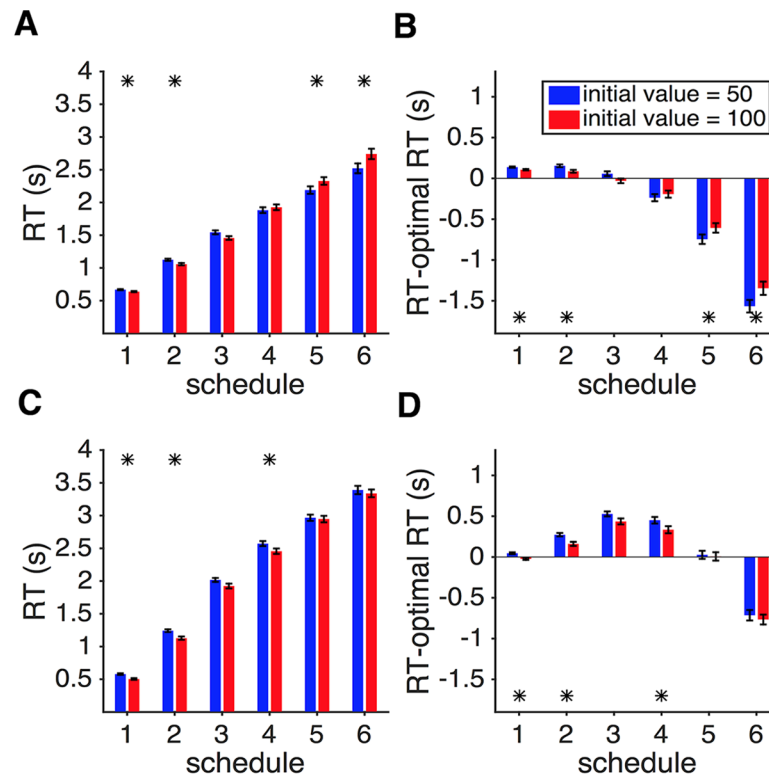 A
RT (s)
4
3.5
3
2.5
2
1.5
1
0.5
* * * *
1 2 3 4 5 6
schedule
B
RT-optimal RT (s)
1
0.5
0
-0.5
-1
-1.5
initial value = 50
initial value = 100
* * * *
1 2 3 4 5 6
schedule
C
RT (s)
4
3.5
3
2.5
2
1.5
1
0.5
* * *
1 2 3 4 5 6
schedule
D
RT-optimal RT (s)
1
0.5
0
-0.5
-1
-1.5
* * *
1 2 3 4 5 6
schedule